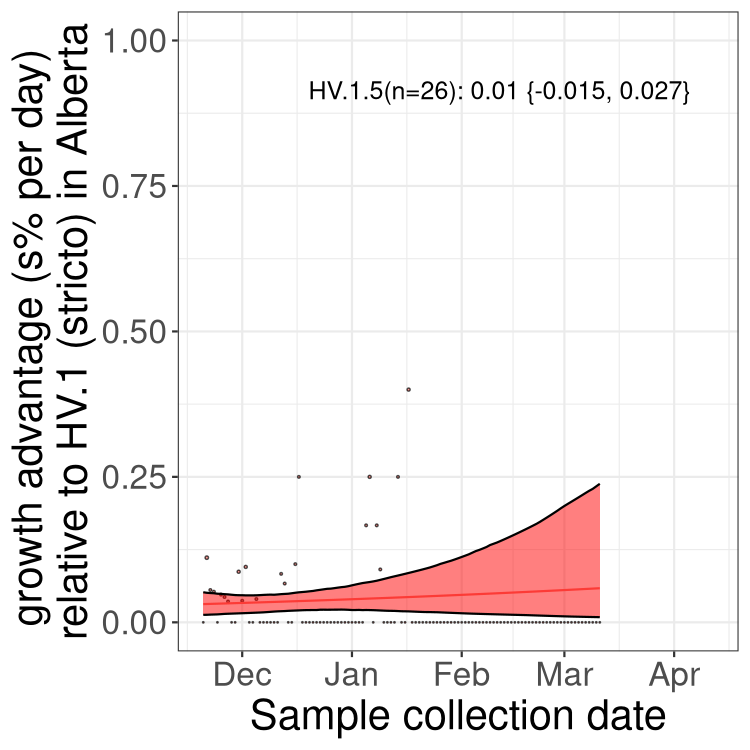 growth advantage (s% per day)
relative to HV.1 (stricto) in Alberta
1.00
0.75
0.50
0.25
0.00
HV.1.5(n=26): 0.01 {-0.015, 0.027}
Dec Jan Feb Mar Apr
Sample collection date